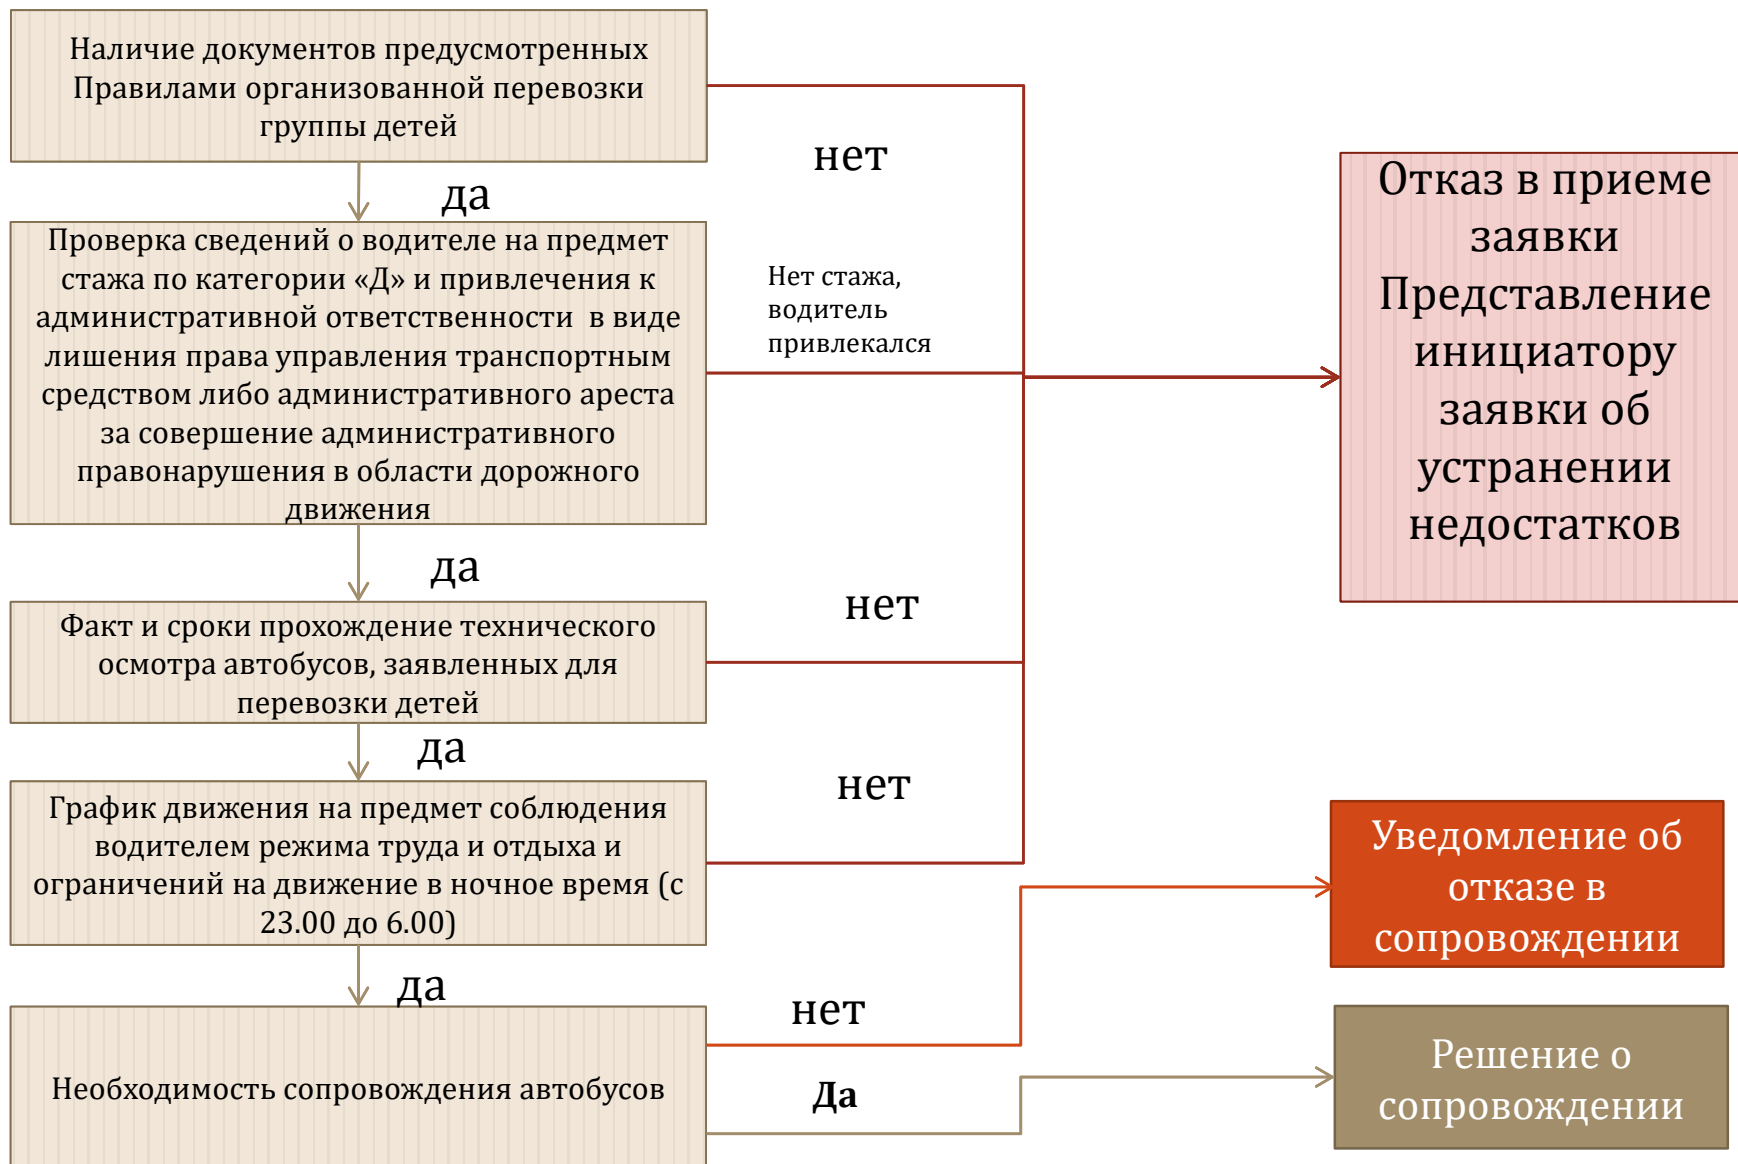 Наличие документов предусмотренных
Правилами организованной перевозки
группы детей
нет
да
Проверка сведений о водителе на предмет
стажа по категории «Д» и привлечения к
административной ответственности в виде
лишения права управления транспортным
средством либо административного ареста
за совершение административного
правонарушения в области дорожного
движения
Нет стажа,
водитель
привлекался
Отказ в приеме
заявки
Представление
инициатору
заявки об
устранении
недостатков
да
нет
Факт и сроки прохождение технического
осмотра автобусов, заявленных для
перевозки детей
да
нет
График движения на предмет соблюдения
водителем режима труда и отдыха и
ограничений на движение в ночное время (с
23.00 до 6.00)
Уведомление об
отказе в
сопровождении
да
нет
Необходимость сопровождения автобусов
Да
Решение о
сопровождении